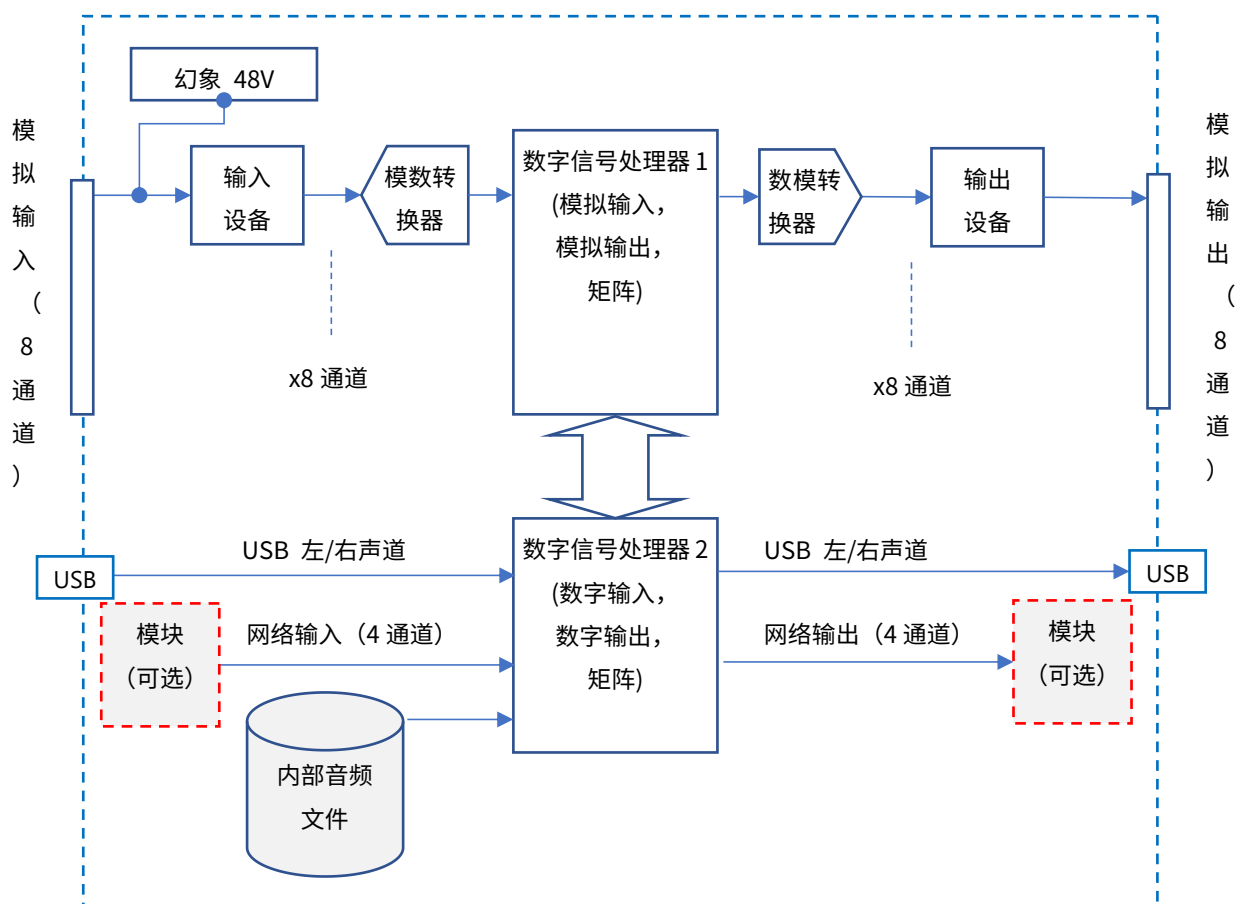 幻象 48V
模
拟
输
入
（
8
通
道
）
输入
设备
模数转
换器
数字信号处理器 1
(模拟输入，
模拟输出，
矩阵)
数模转
换器
输出
设备
模
拟
输
出
（
8
通
道
）
x8 通道
x8 通道
USB
USB 左/右声道
数字信号处理器 2
(数字输入，
数字输出，
矩阵)
USB 左/右声道
USB
模块
（可选）
网络输入（4 通道）
网络输出（4 通道）
模块
（可选）
内部音频
文件